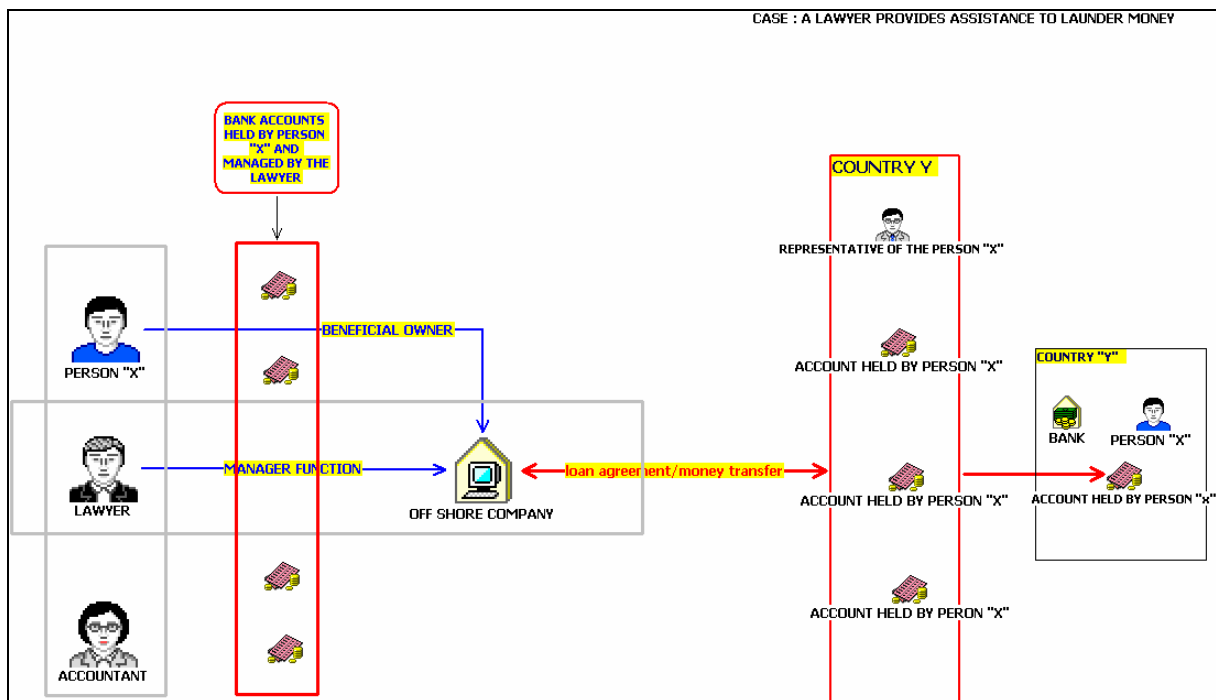 CASE : A LAWYER PROVIDES ASSISTANCE TO LAUNDER MONEY
BANK ACCOUNTS
HELD BY PERSON
"X" AND
MANAGED BY THE
LAWYER
COUNTRY Y
REPRESENTATIVE OF THE PERSON "X"
BENEFICIAL OWNER
PERSON "X"
ACCOUNT HELD BY PERSON "X"
COUNTRY "Y"
BANK
PERSON "X"
MANAGER FUNCTION
loan agreement/money transfer
LAWYER
OFF SHORE COMPANY
ACCOUNT HELD BY PERSON "X"
ACCOUNT HELD BY PERSON "x"
ACCOUNT HELD BY PERON "X"
ACCOUNTANT